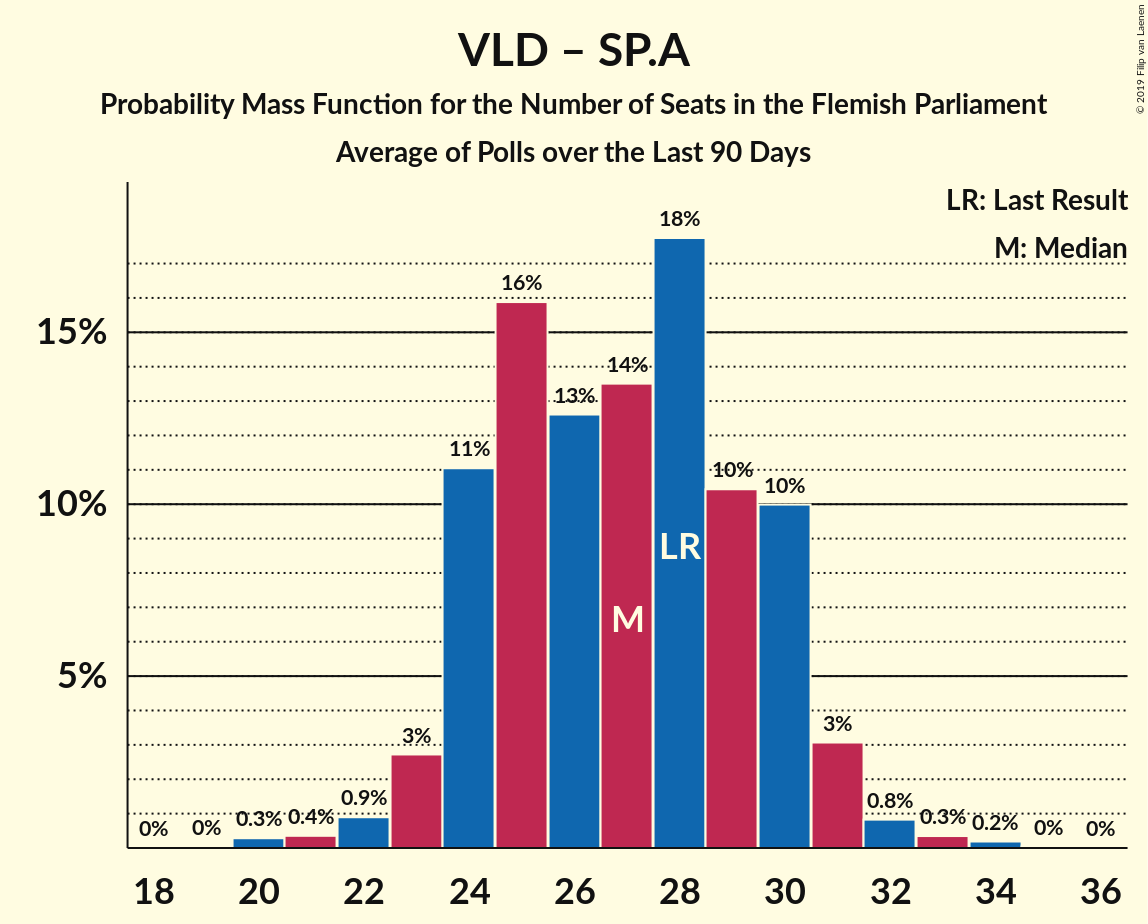 VLD – SP.A
Probability Mass Function for the Number of Seats in the Flemish Parliament
Average of Polls over the Last 90 Days
© 2019 Filip van Laenen
LR: Last Result
M: Median
18%
16%
15%
14%
13%
11%
10%
10%
10%
LR
M
5%
3%
3%
0.9%
0.8%
0%
0%
0.3%
0.4%
0.3%
0.2%
0%
0%
18 20 22 24 26 28 30 32 34 36